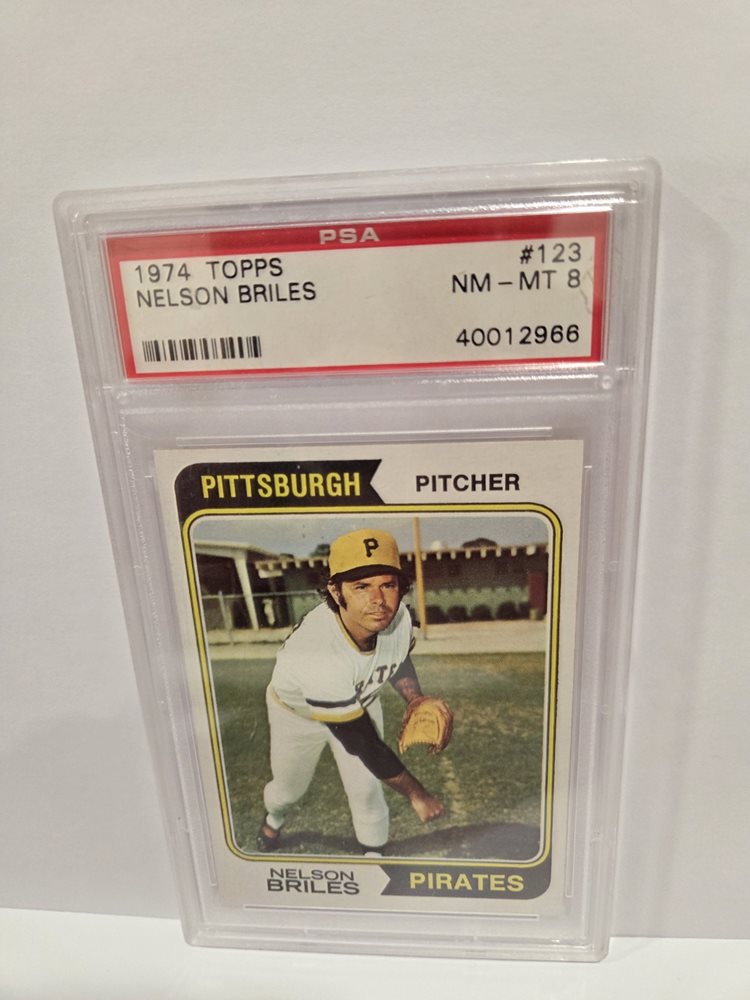 PSA
1974 TOPPS #123
NELSON BRILES NM - MT 8
40012966
PITTSBURGH PITCHER
P
NELSON
BRILES
PIRATES